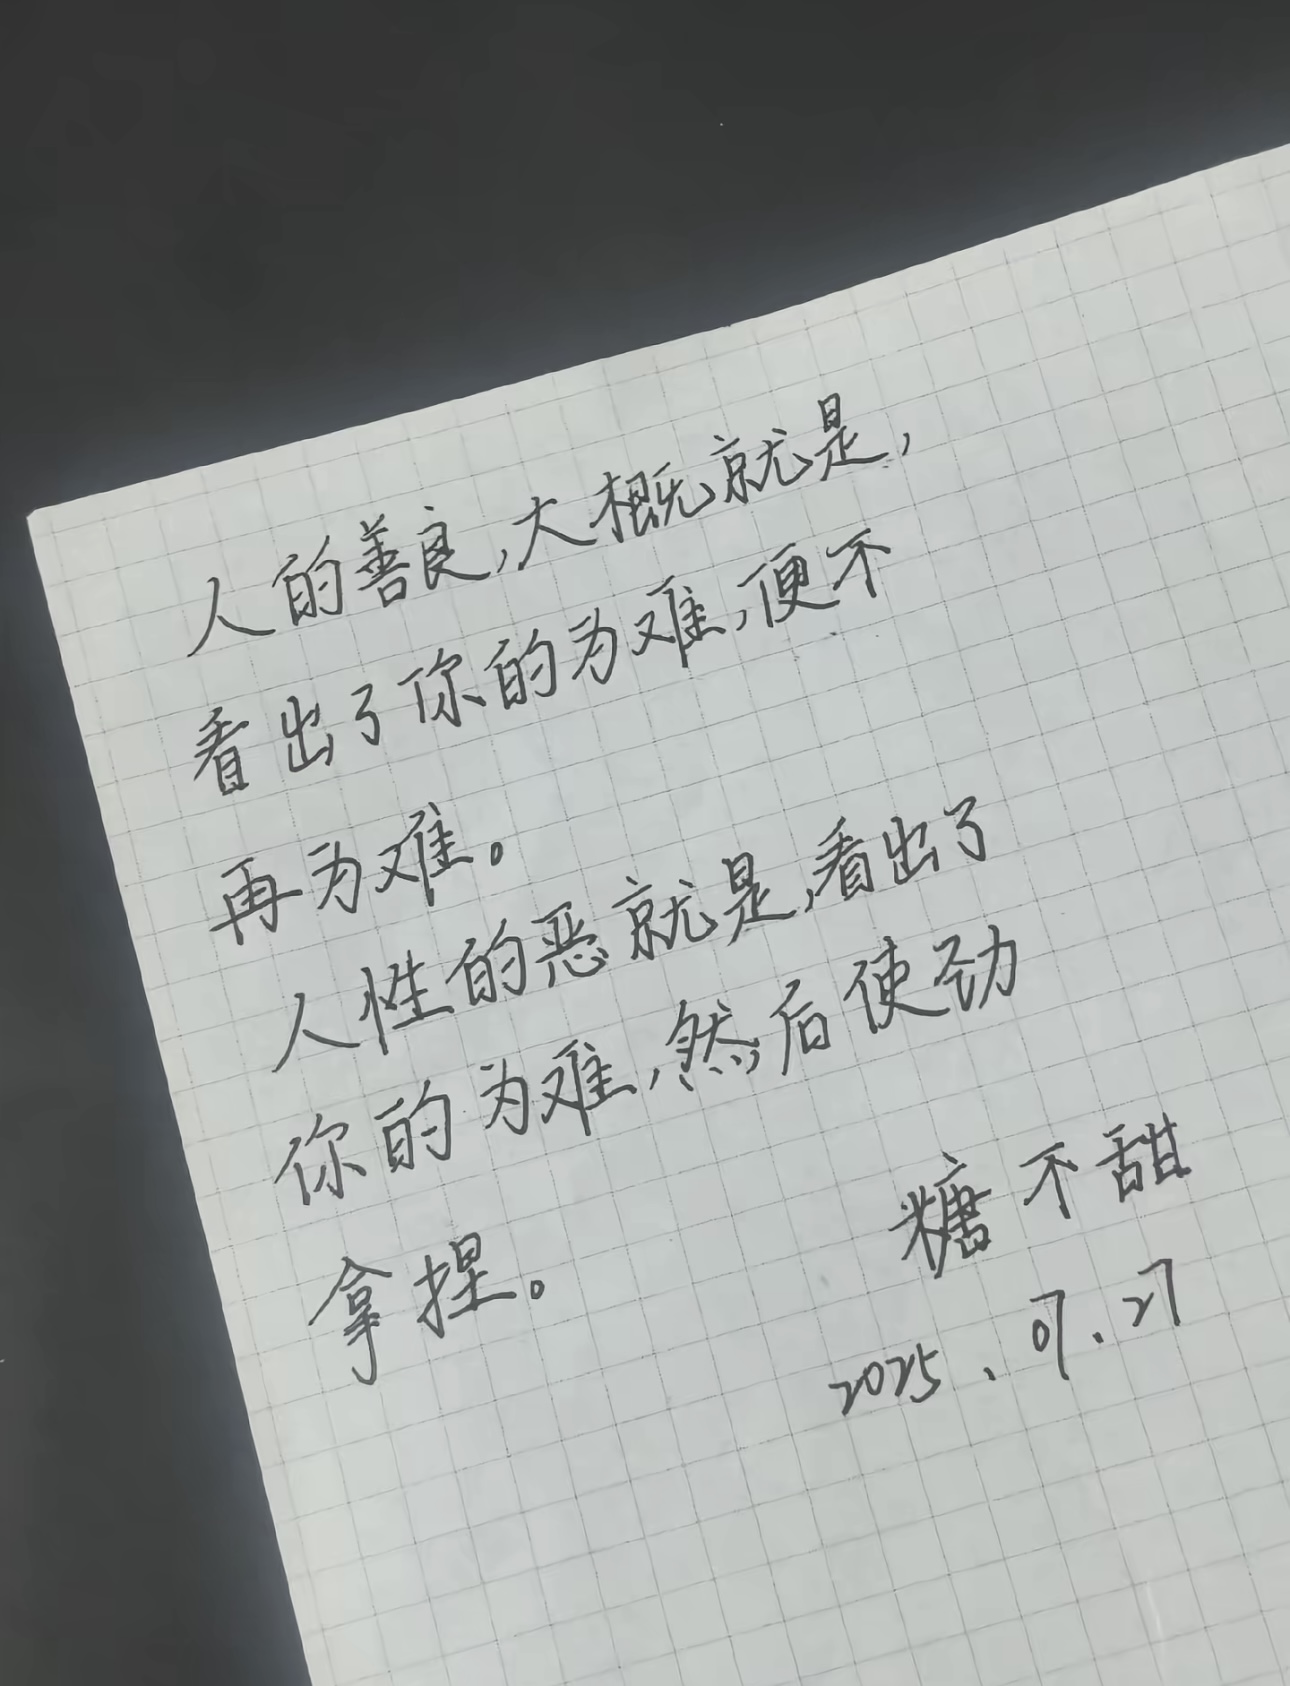 人的善良,大概就是,
看出了你的为难,便不
再为难。
人性的恶就是,看出了
你的为难,然后使劲
拿捏。
糖不甜
2025.07.27